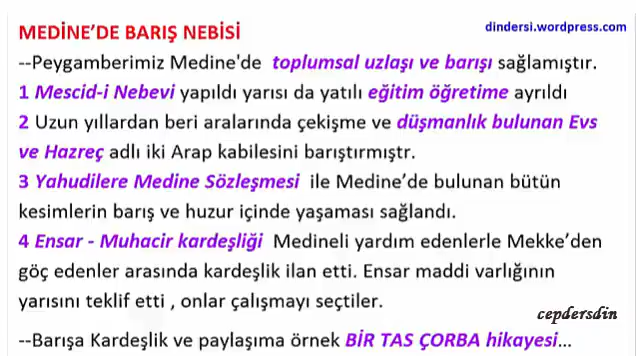 MEDİNE’DE BARIŞ NEBİSİ
dindersi.wordpress.com
--Peygamberimiz Medine'de toplumsal uzlaşı ve barışı sağlamıştır.
1 Mescid-i Nebevi yapıldı yarısı da yatılı eğitim öğretime ayrıldı
2 Uzun yıllardan beri aralarında çekişme ve düşmanlık bulunan Evs
ve Hazreç adlı iki Arap kabilesini barıştırmıştr.
3 Yahudilere Medine Sözleşmesi ile Medine’de bulunan bütün
kesimlerin barış ve huzur içinde yaşaması sağlandı.
4 Ensar - Muhacir kardeşliği Medineli yardım edenlerle Mekke’den
göç edenler arasında kardeşlik ilan etti. Ensar maddi varlığının
yarısını teklif etti , onlar çalışmayı seçtiler.
cepdersdin
--Barışa Kardeşlik ve paylaşıma örnek BİR TAS ÇORBA hikayesi...